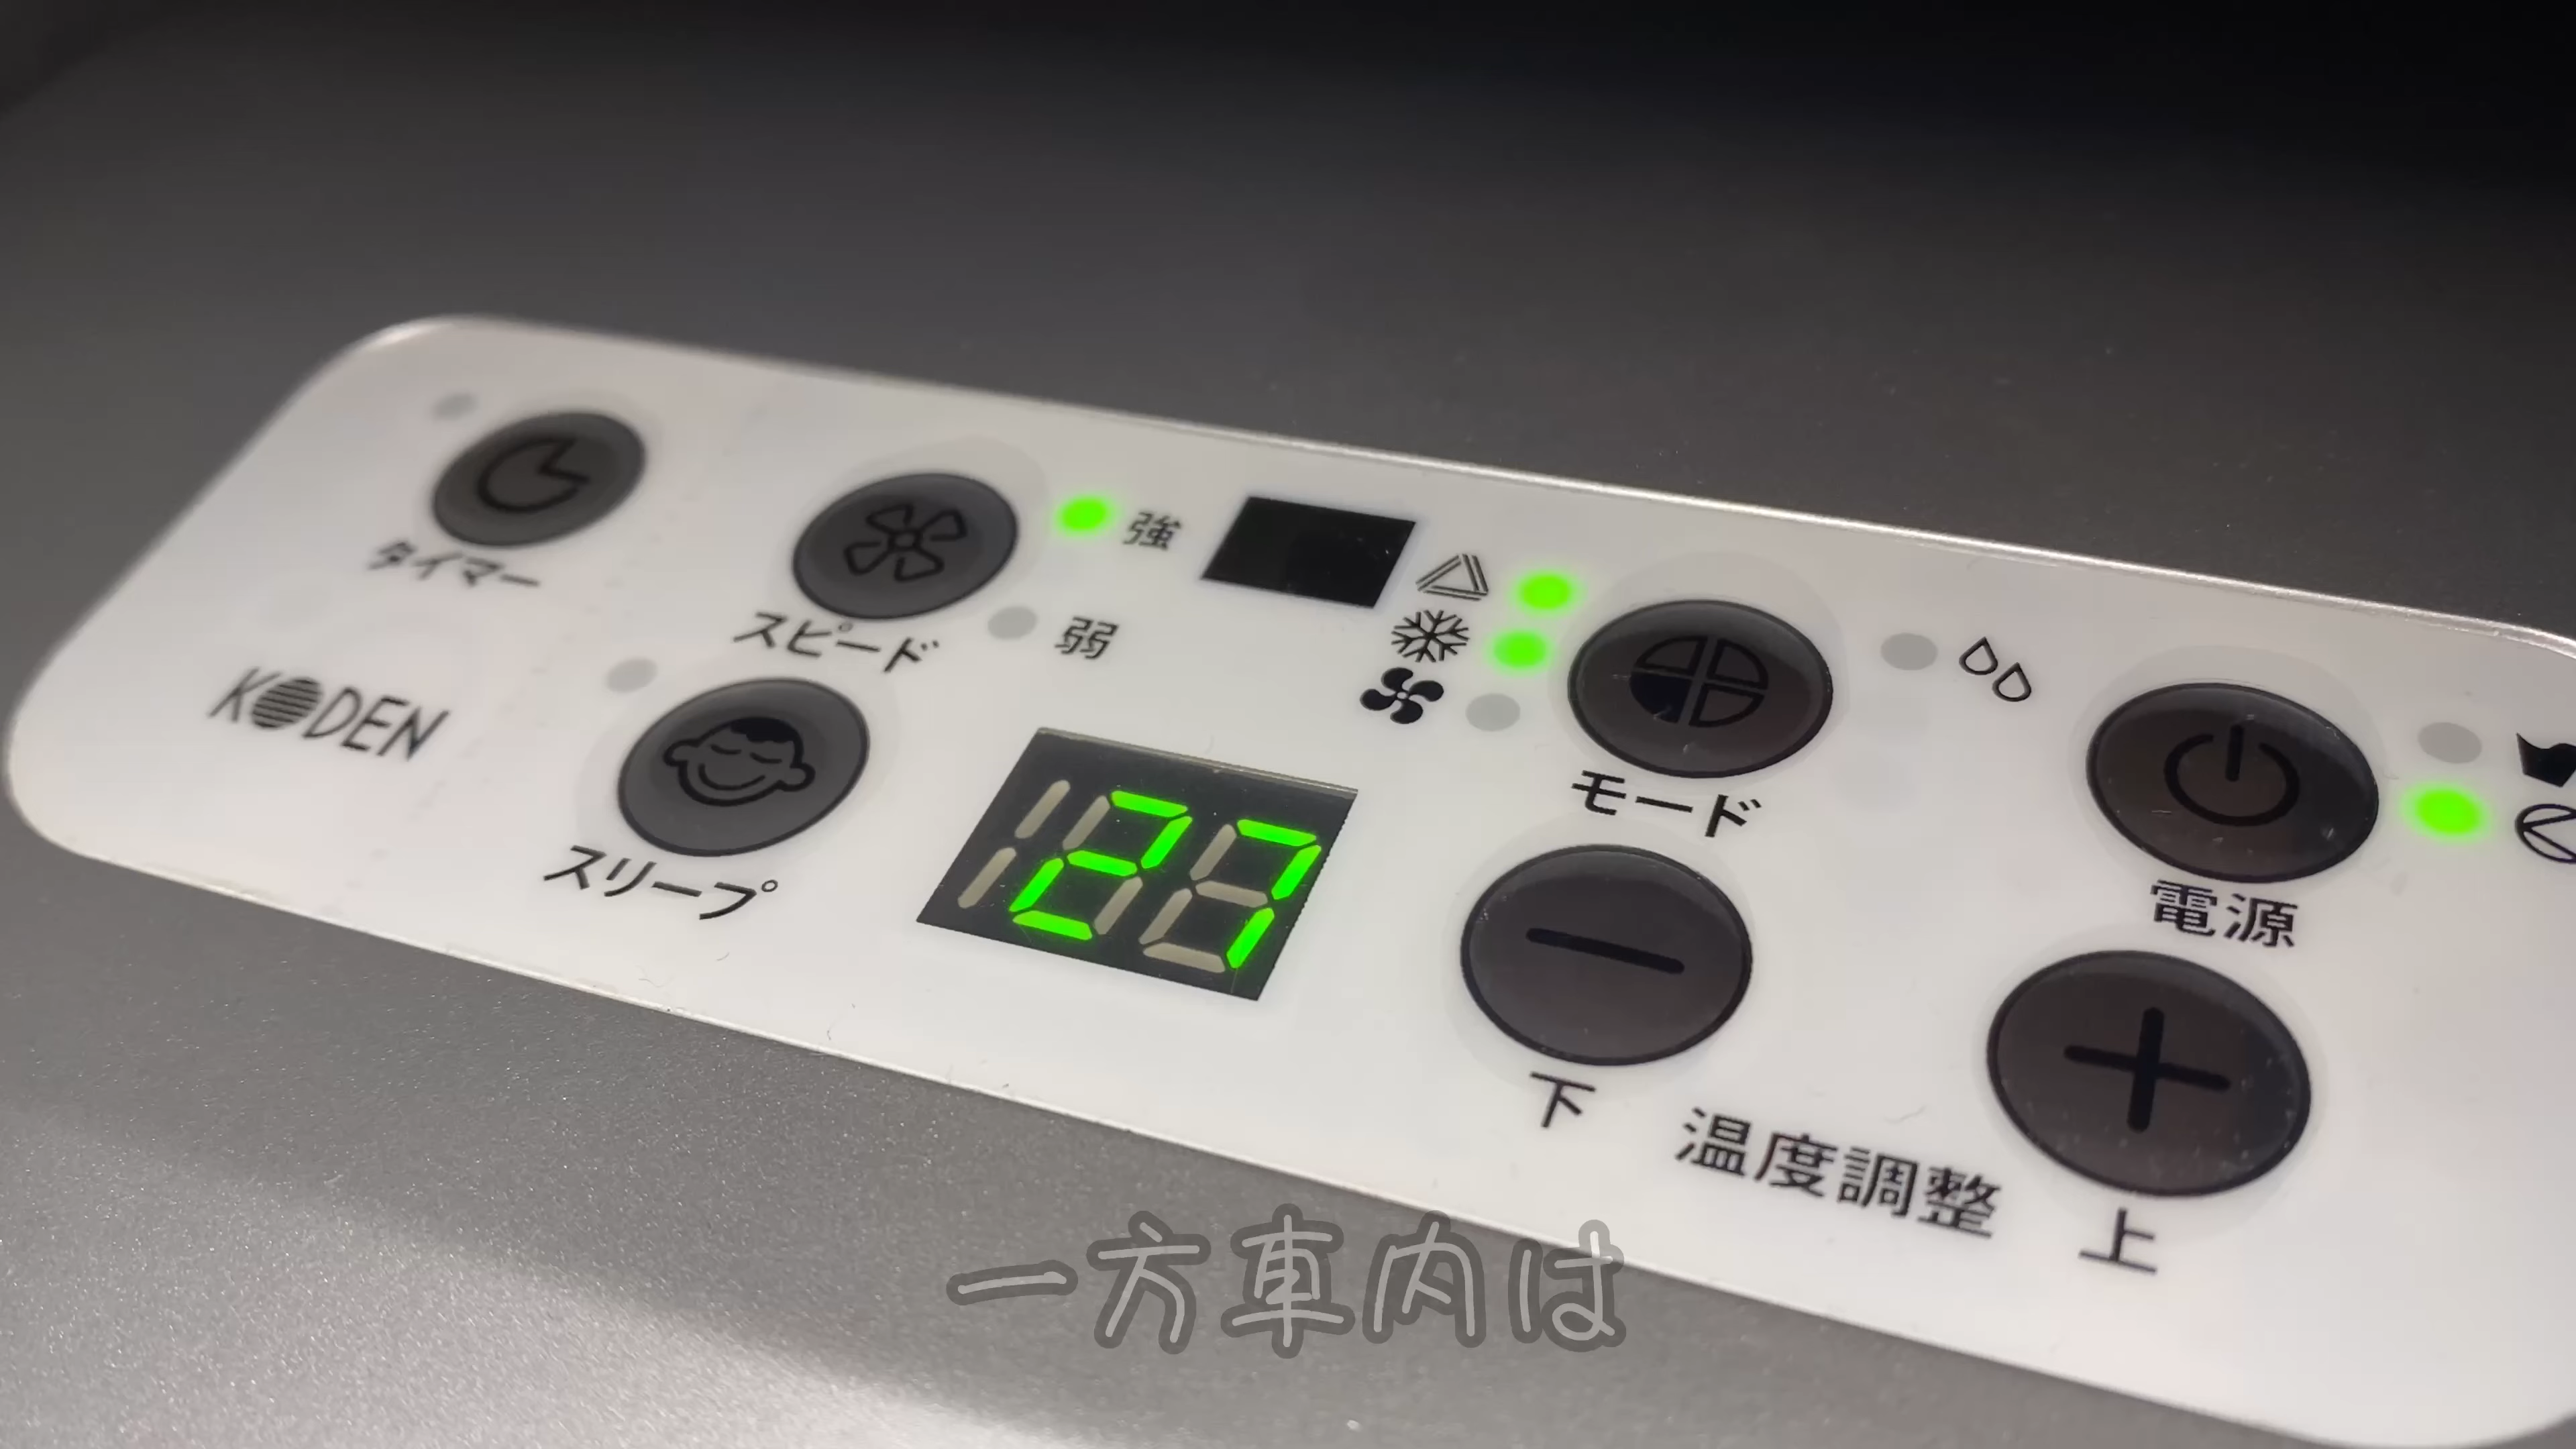 タイマー
スピード
強
弱
KODEN
スリープ
27
モード
電源
下
温度調整
上
一方車内は